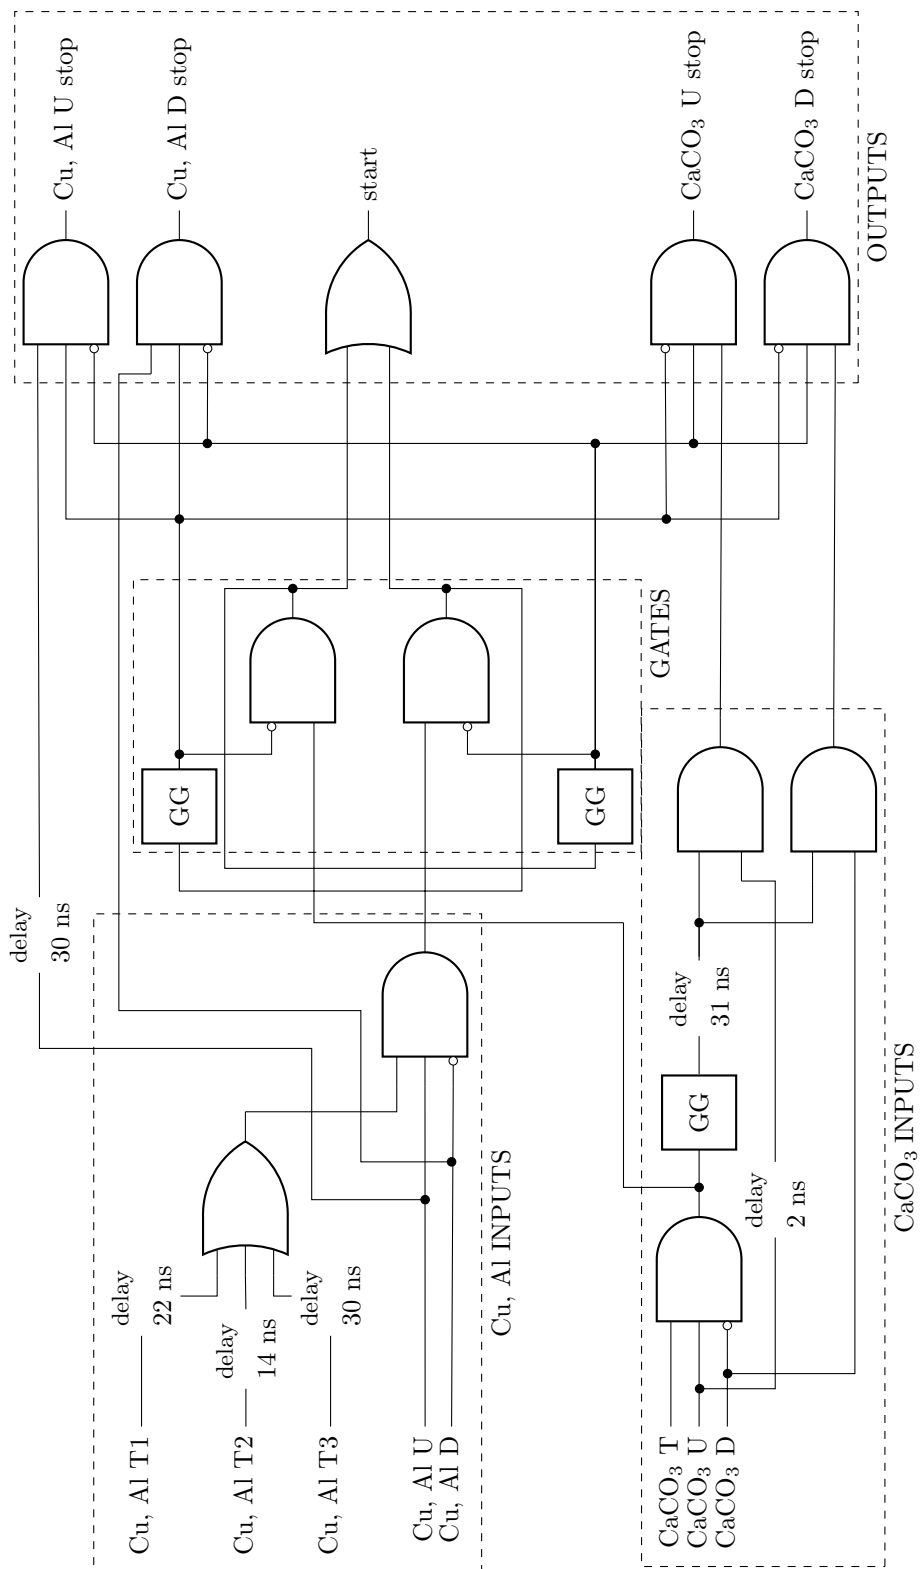 Cu, Al T1
Cu, Al T2
Cu, Al T3
Cu, Al U
Cu, Al D
delay
22 ns
delay
14 ns
delay
30 ns
Cu, Al INPUTS
delay
30 ns
CaCO₃ T
CaCO₃ U
CaCO₃ D
GG
delay
31 ns
delay
2 ns
CaCO₃ INPUTS
GG
GG
GATES
Cu, Al U stop
Cu, Al D stop
start
CaCO₃ U stop
CaCO₃ D stop
OUTPUTS